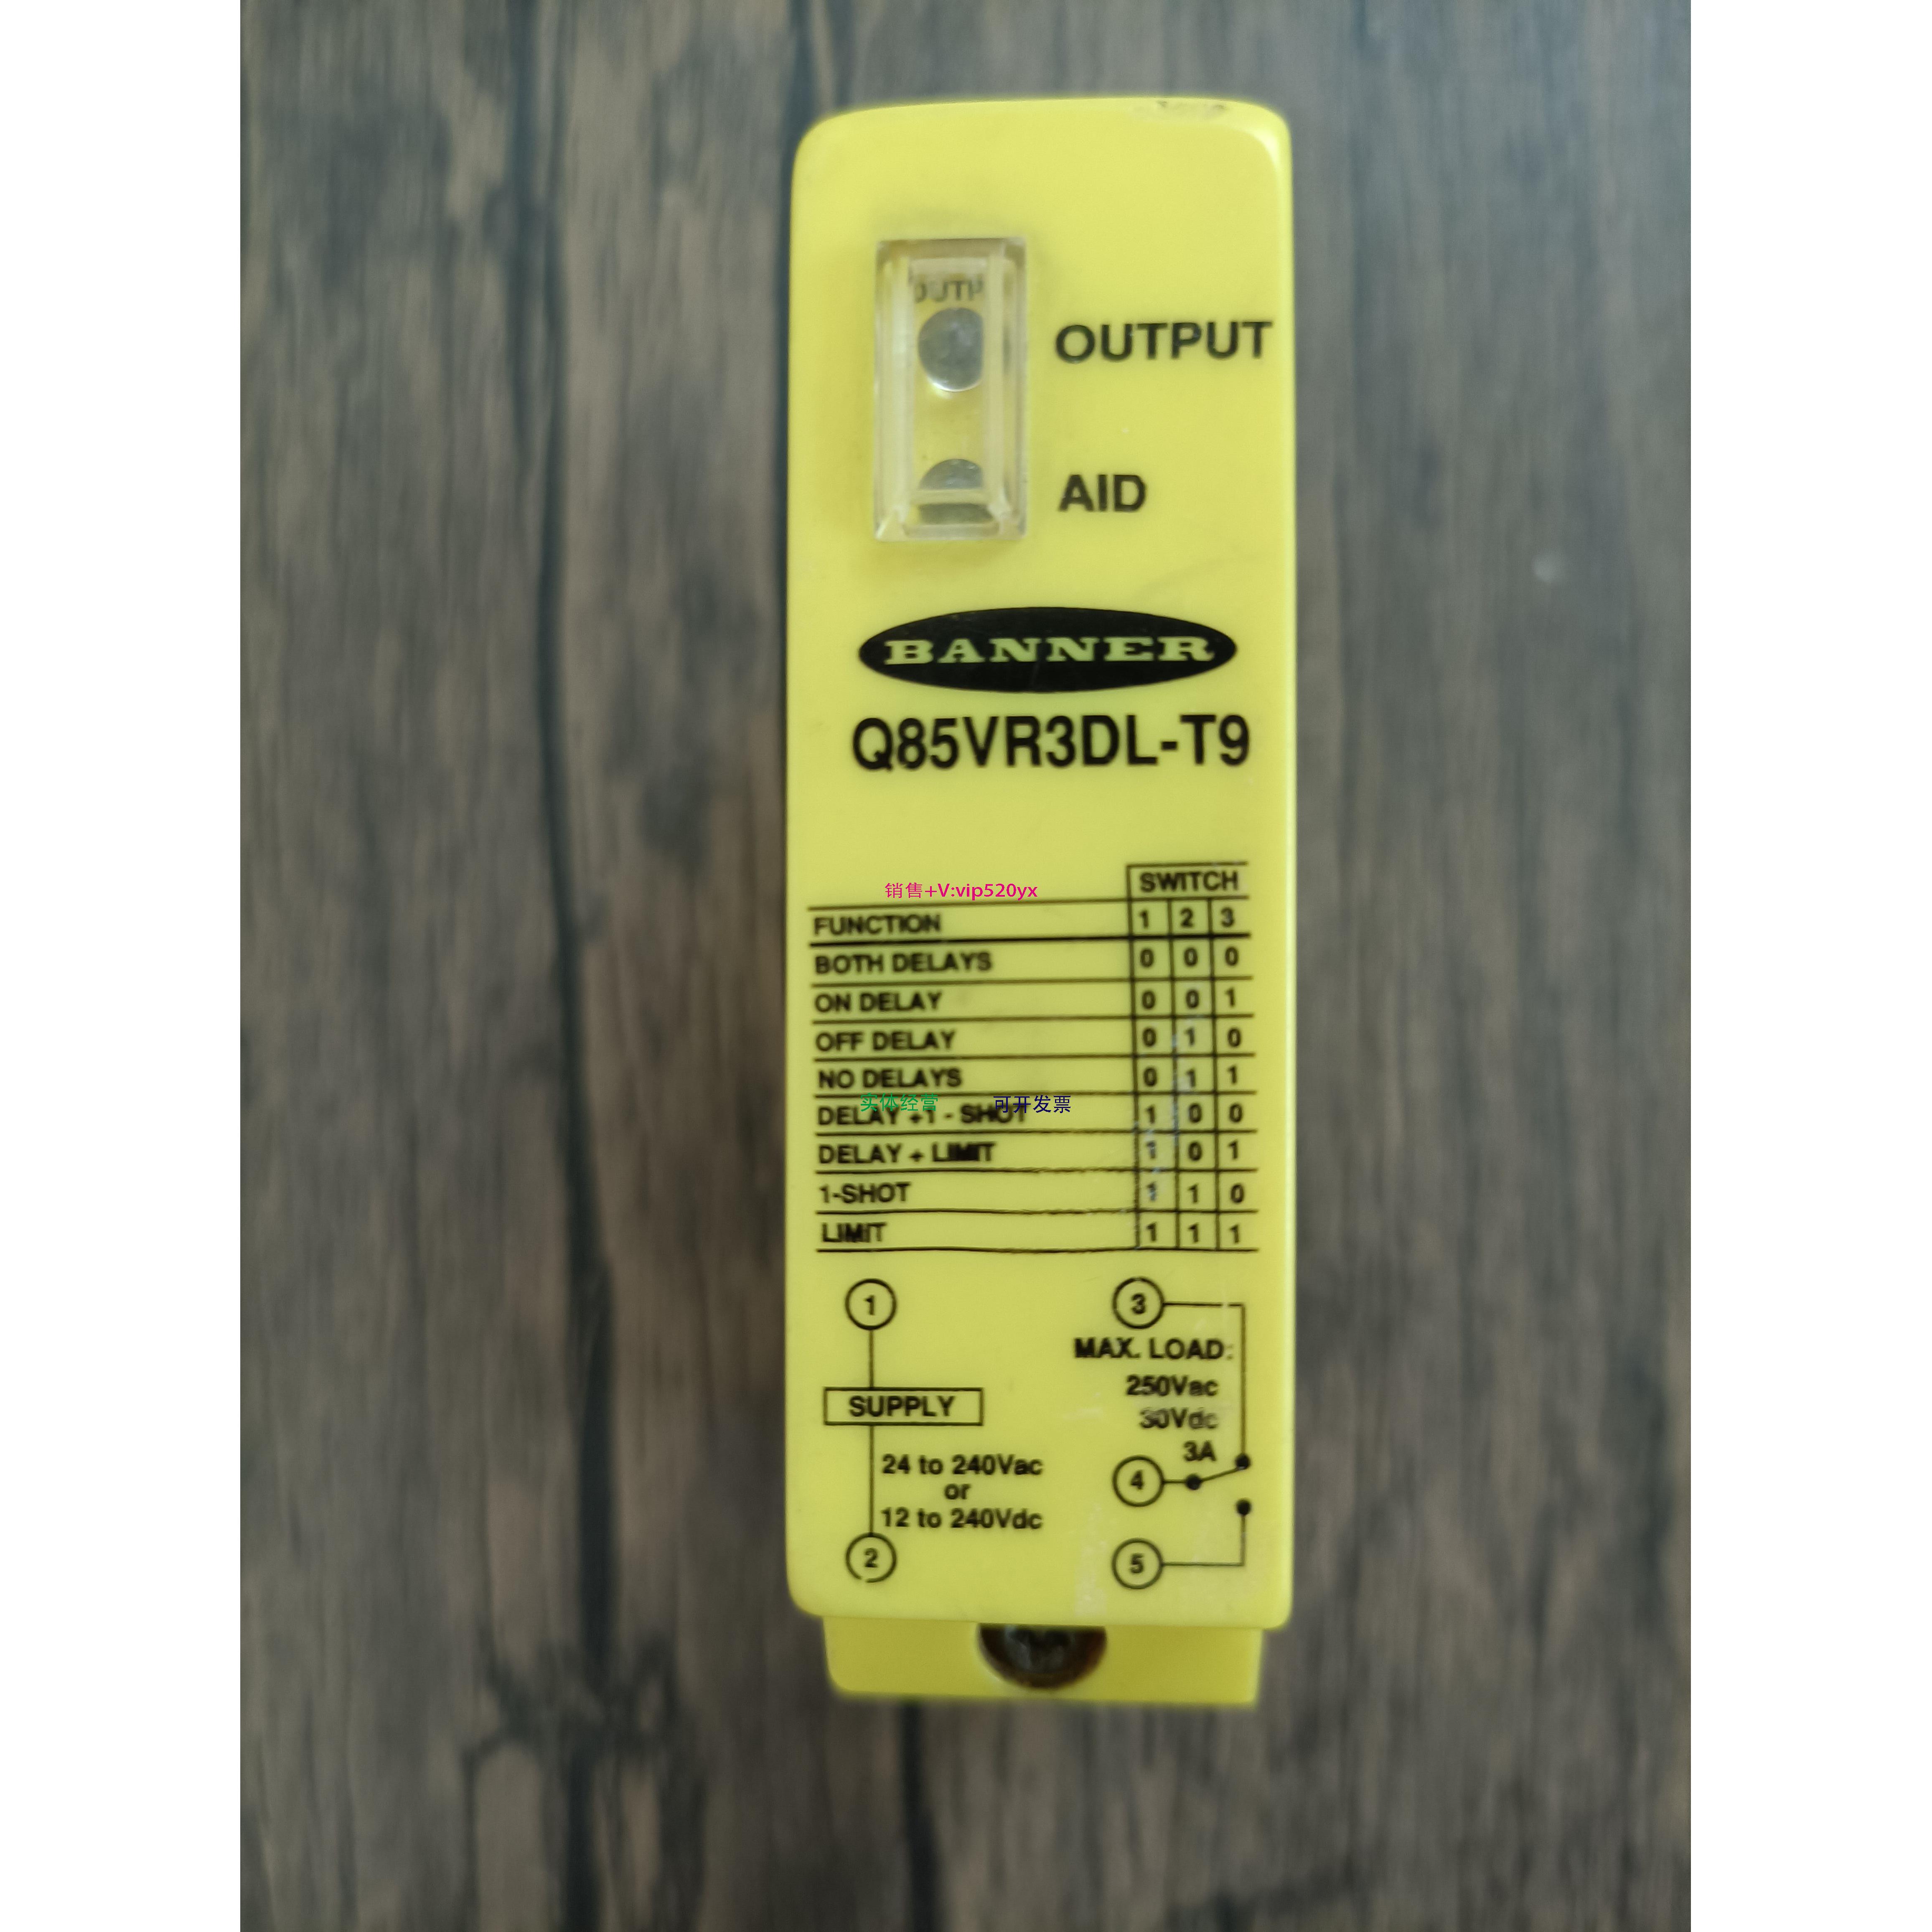 OUTPUT
AID
BANNER
Q85VR3DL-T9
SWITCH
销售+V:vip520yx
FUNCTION 1 2 3
BOTH DELAYS 0 0 0
ON DELAY 0 0 1
OFF DELAY 0 1 0
NO DELAYS 0 1 1
实体经营 可开发票
DELAY +1 - SHOT 1 0 0
DELAY + LIMIT 1 0 1
1-SHOT 1 1 0
LIMIT 1 1 1
1 3
MAX. LOAD:
250Vac
SUPPLY
30Vdc
3A
24 to 240Vac
4
or
12 to 240Vdc
2 5